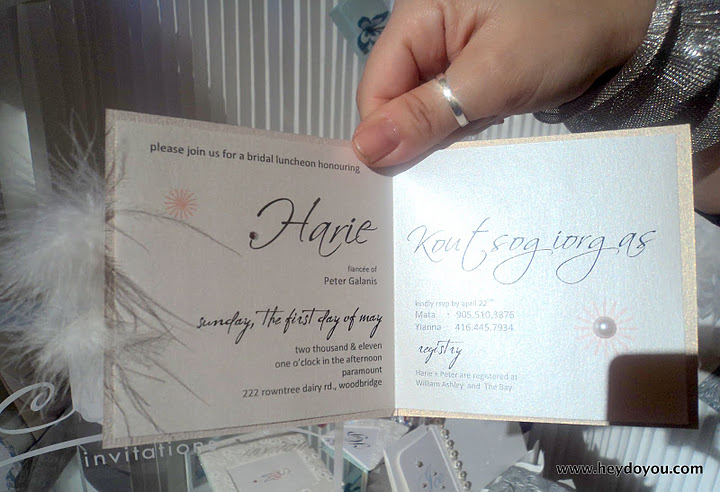 please join us for a bridal luncheon honouring
Harie
fiancée of
Peter Galanis
sunday, the first day of may
two thousand & eleven
one o'clock in the afternoon
paramount
222 rowntree dairy rd., woodbridge
Koutsogiorgas
kindly rsvp by april 22nd
Mata · 905.510.3876
Yianna · 416.445.7934
registry
Harie + Peter are registered at
William Ashley and The Bay
invitations
www.heydoyou.com